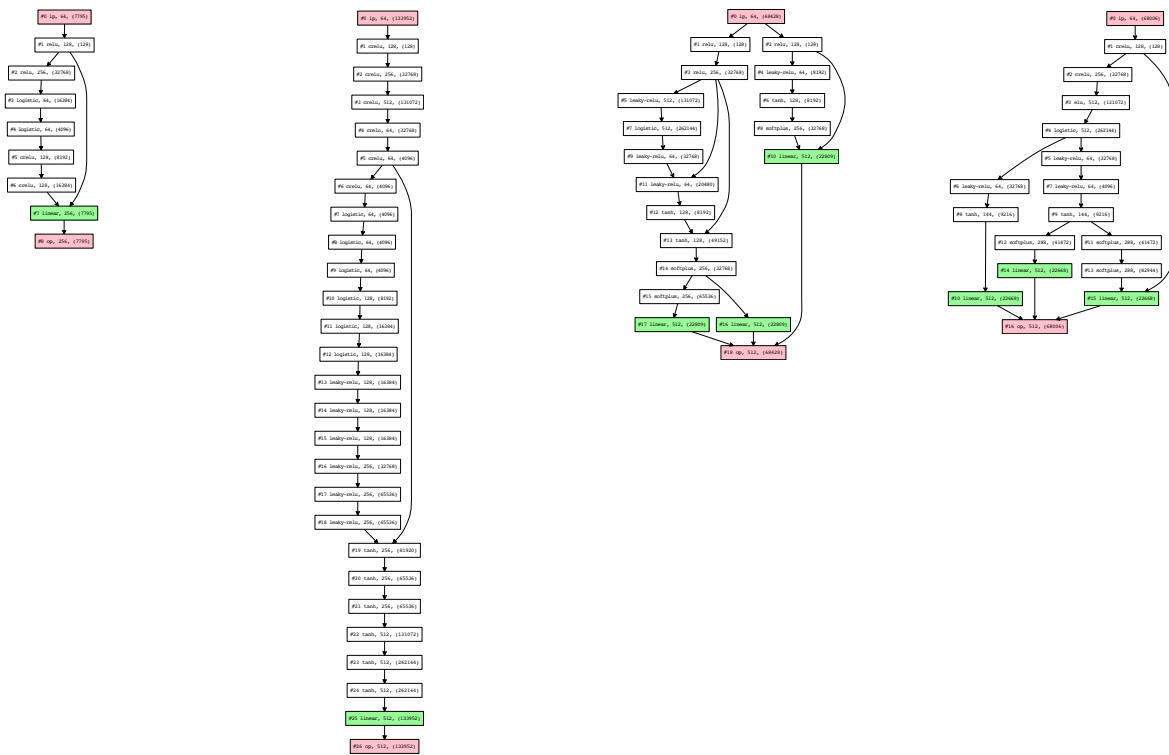 #0 ip, 64, (7795)
#1 relu, 128, (128)
#2 relu, 256, (32768)
#3 logistic, 64, (16384)
#4 logistic, 64, (4096)
#5 crelu, 128, (8192)
#6 crelu, 128, (16384)
#7 linear, 256, (7795)
#8 op, 256, (7795)
#0 ip, 64, (133952)
#1 crelu, 128, (128)
#2 crelu, 256, (32768)
#3 crelu, 512, (131072)
#4 crelu, 64, (32768)
#5 crelu, 64, (4096)
#6 crelu, 64, (4096)
#7 logistic, 64, (4096)
#8 logistic, 64, (4096)
#9 logistic, 64, (4096)
#10 logistic, 128, (8192)
#11 logistic, 128, (16384)
#12 logistic, 128, (16384)
#13 leaky-relu, 128, (16384)
#14 leaky-relu, 128, (16384)
#15 leaky-relu, 128, (16384)
#16 leaky-relu, 256, (32768)
#17 leaky-relu, 256, (65536)
#18 leaky-relu, 256, (65536)
#19 tanh, 256, (81920)
#20 tanh, 256, (65536)
#21 tanh, 256, (65536)
#22 tanh, 512, (131072)
#23 tanh, 512, (262144)
#24 tanh, 512, (262144)
#25 linear, 512, (133952)
#26 op, 512, (133952)
#0 ip, 64, (68428)
#1 relu, 128, (128)
#2 relu, 128, (128)
#3 relu, 256, (32768)
#4 leaky-relu, 64, (8192)
#5 leaky-relu, 512, (131072)
#6 tanh, 128, (8192)
#7 logistic, 512, (262144)
#8 softplus, 256, (32768)
#9 leaky-relu, 64, (32768)
#10 linear, 512, (22809)
#11 leaky-relu, 64, (20480)
#12 tanh, 128, (8192)
#13 tanh, 128, (49152)
#14 softplus, 256, (32768)
#15 softplus, 256, (65536)
#17 linear, 512, (22809)
#16 linear, 512, (22809)
#18 op, 512, (68428)
#0 ip, 64, (68006)
#1 crelu, 128, (128)
#2 crelu, 256, (32768)
#3 elu, 512, (131072)
#4 logistic, 512, (262144)
#5 leaky-relu, 64, (32768)
#6 leaky-relu, 64, (32768)
#7 leaky-relu, 64, (4096)
#8 tanh, 144, (9216)
#9 tanh, 144, (9216)
#12 softplus, 288, (41472)
#11 softplus, 288, (41472)
#14 linear, 512, (22668)
#13 softplus, 288, (82944)
#10 linear, 512, (22668)
#15 linear, 512, (22668)
#16 op, 512, (68006)